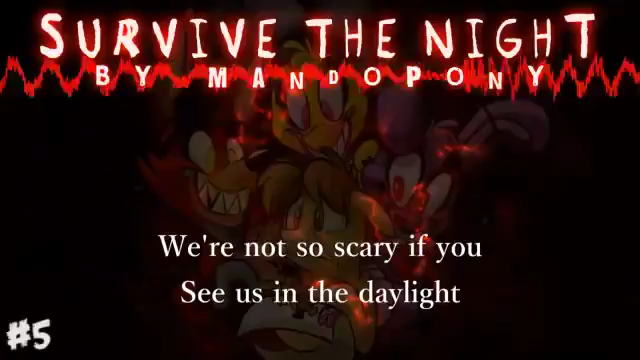 SURVIVE THE NIGHT
BY MANDOPONY
We're not so scary if you
See us in the daylight
#5